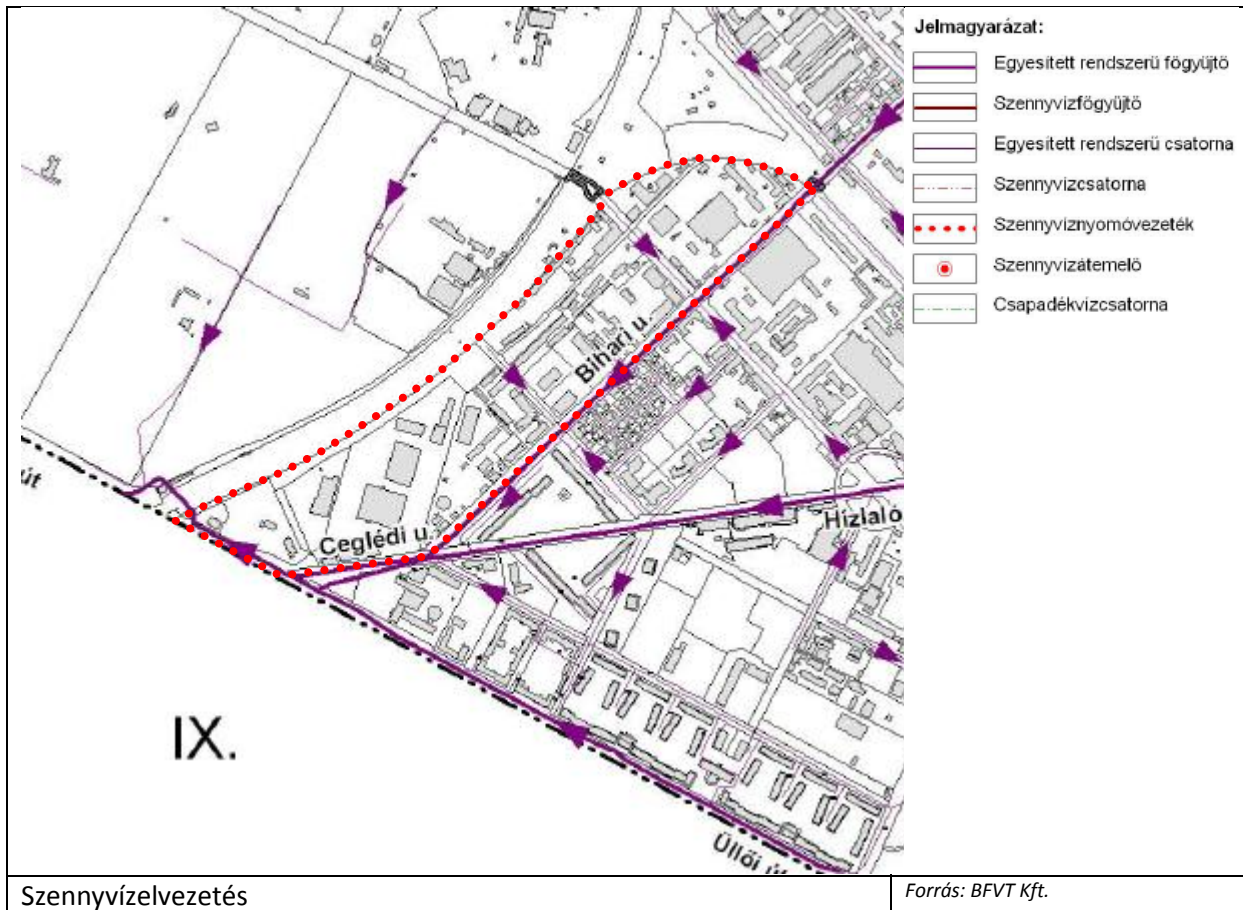 Jelmagyarázat:
Egyesített rendszerű főgyűjtő
Szennyvízfőgyűjtő
Egyesített rendszerű csatorna
Szennyvízcsatorna
Szennyvíznyomóvezeték
Szennyvízátemelő
Csapadékvízcsatorna
Bihari u.
út
Ceglédi u.
Hízlaló
IX.
Üllői út
Szennyvízelvezetés
Forrás: BFVT Kft.